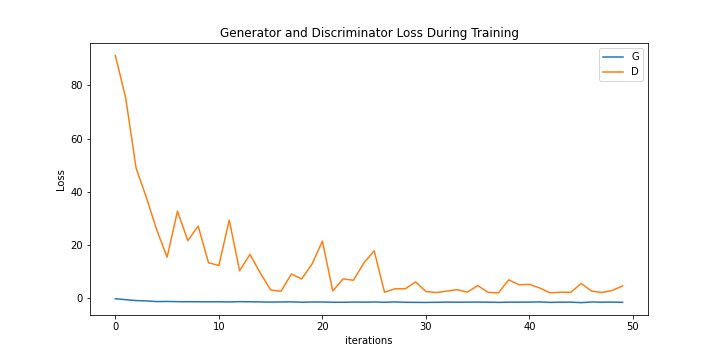 Generator and Discriminator Loss During Training
G
D
80
60
40
20
0
Loss
0 10 20 30 40 50
iterations